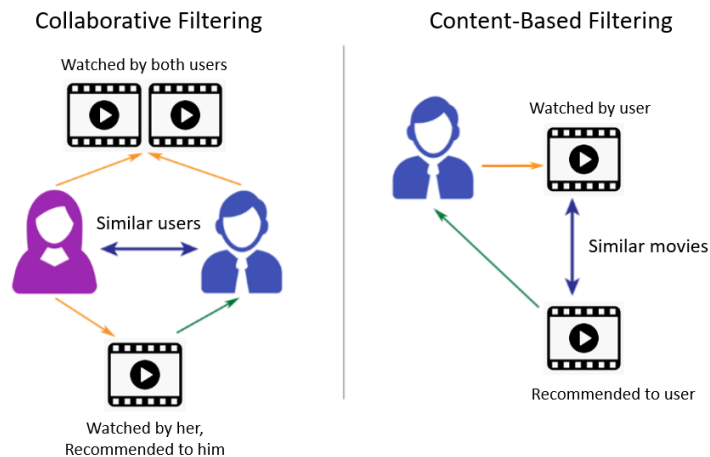 Collaborative Filtering
Watched by both users
Similar users
Watched by her,
Recommended to him
Content-Based Filtering
Watched by user
Similar movies
Recommended to user